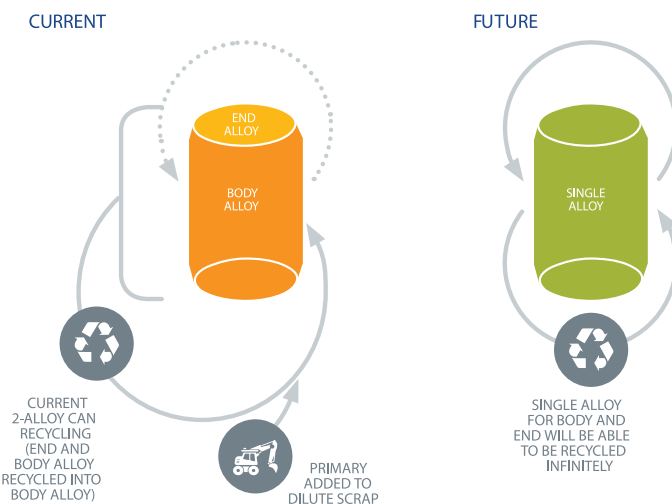 CURRENT
END
ALLOY
BODY
ALLOY
CURRENT
2-ALLOY CAN
RECYCLING
(END AND
BODY ALLOY
RECYCLED INTO
BODY ALLOY)
PRIMARY
ADDED TO
DILUTE SCRAP
FUTURE
SINGLE
ALLOY
SINGLE ALLOY
FOR BODY AND
END WILL BE ABLE
TO BE RECYCLED
INFINITELY